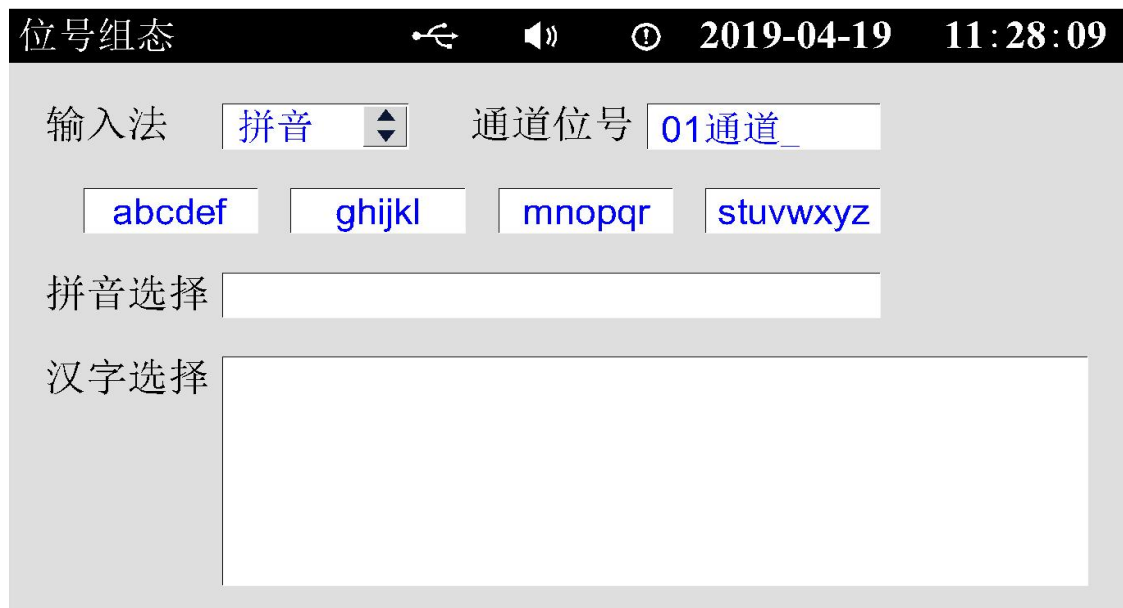 位号组态 2019-04-19 11:28:09
输入法 拼音 通道位号 01通道_
abcdef ghijkl mnopqr stuvwxyz
拼音选择
汉字选择